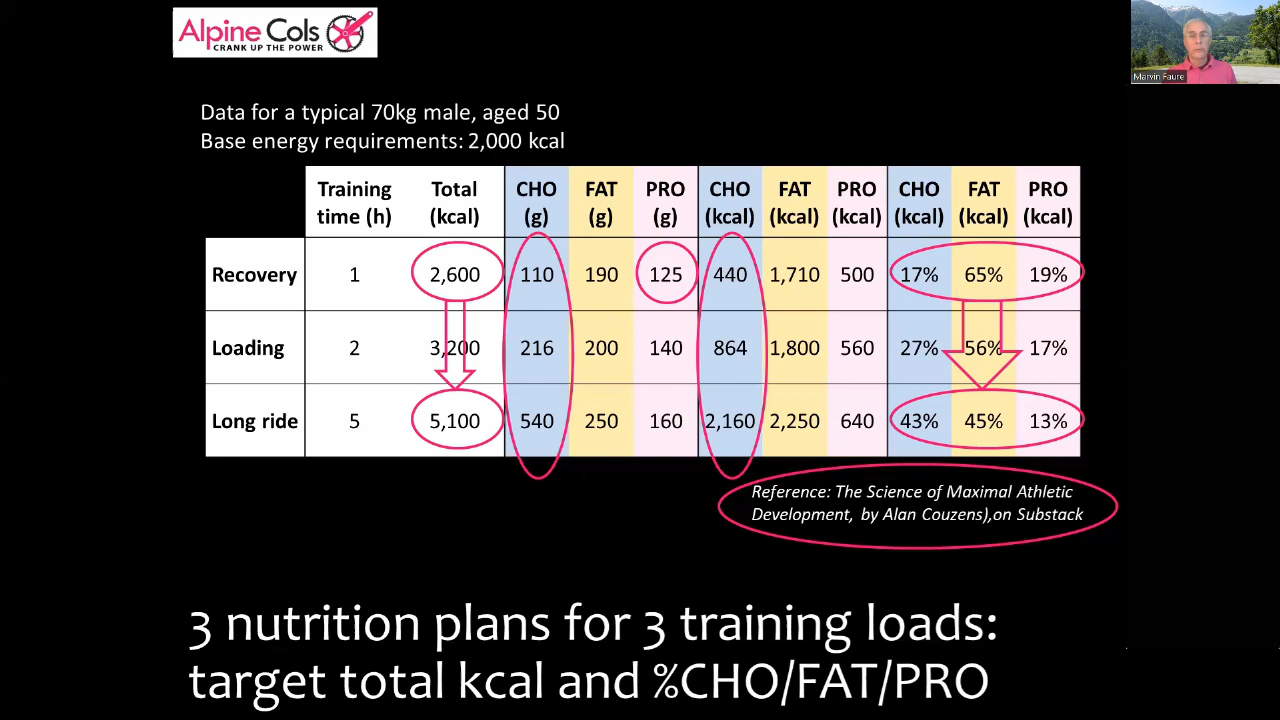 Alpine Cols
CRANK UP THE POWER
Marvin Faure
Data for a typical 70kg male, aged 50
Base energy requirements: 2,000 kcal
Training time (h) Total (kcal) CHO (g) FAT (g) PRO (g) CHO (kcal) FAT (kcal) PRO (kcal) CHO (kcal) FAT (kcal) PRO (kcal)
Recovery 1 2,600 110 190 125 440 1,710 500 17% 65% 19%
Loading 2 3,200 216 200 140 864 1,800 560 27% 56% 17%
Long ride 5 5,100 540 250 160 2,160 2,250 640 43% 45% 13%
Reference: The Science of Maximal Athletic
Development, by Alan Couzens),on Substack
3 nutrition plans for 3 training loads:
target total kcal and %CHO/FAT/PRO